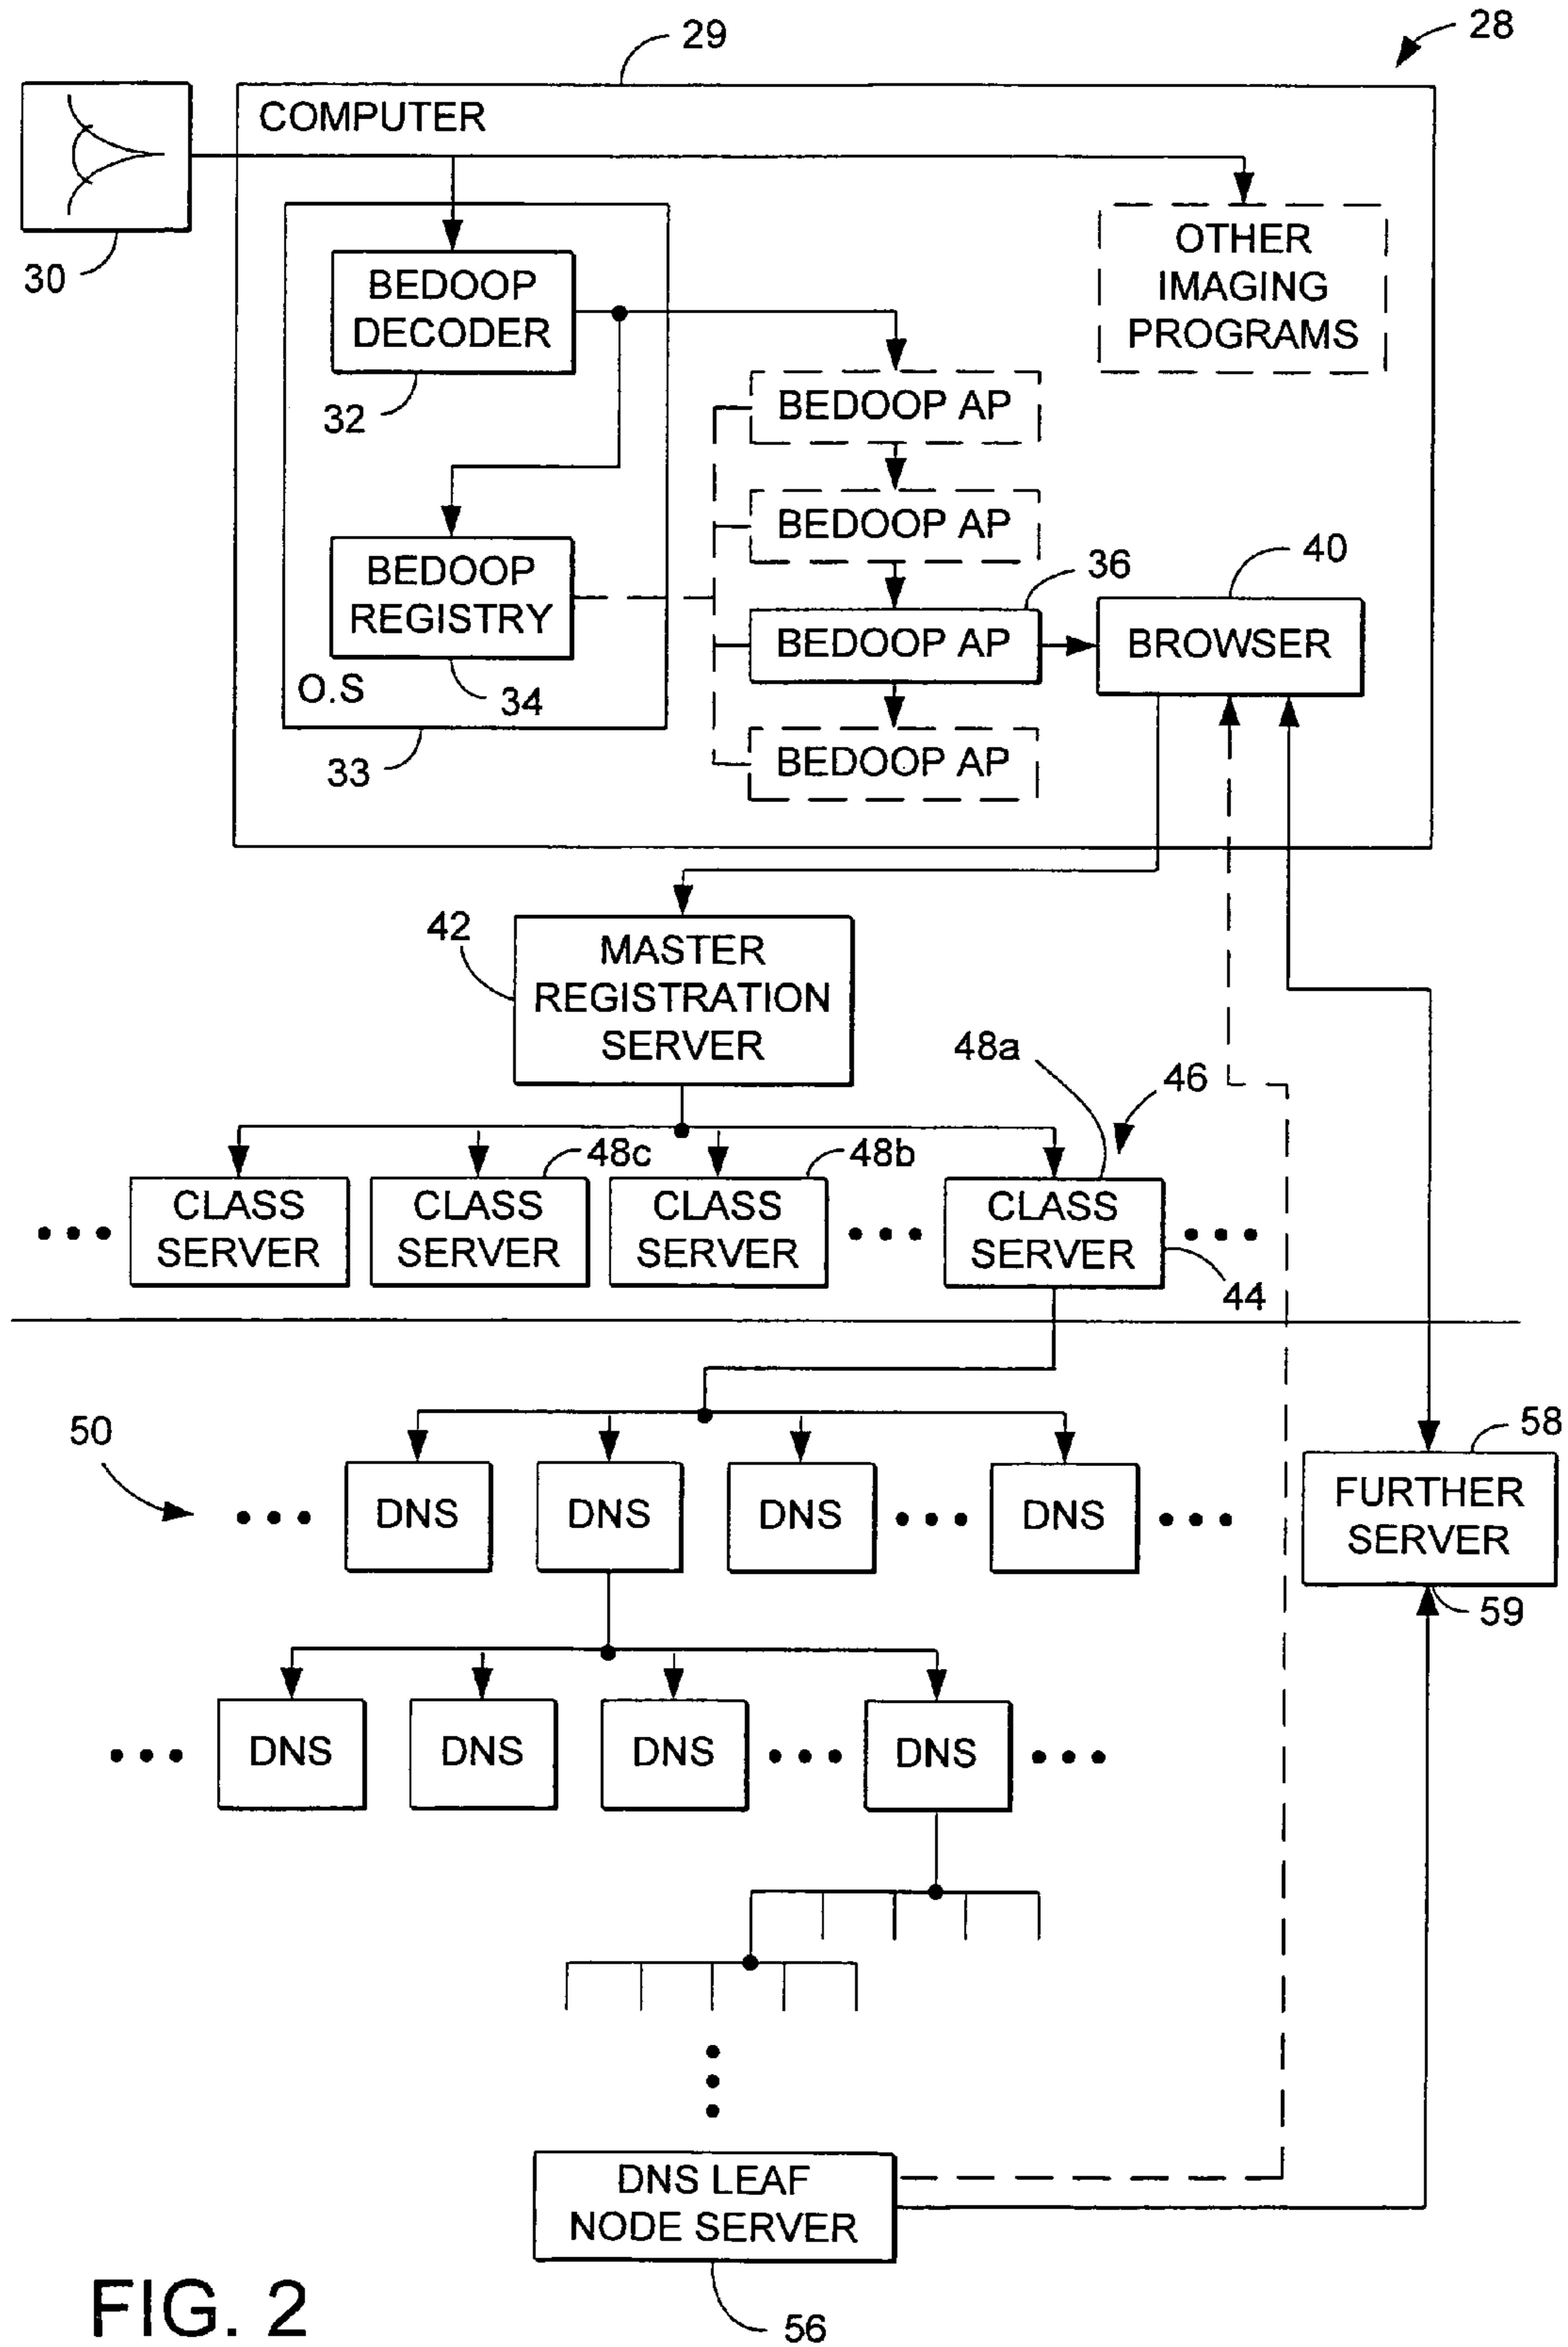 29
28
COMPUTER
30
OTHER
IMAGING
PROGRAMS
BEDOOP
DECODER
32
BEDOOP AP
BEDOOP AP
36
40
BEDOOP
REGISTRY
BEDOOP AP
BROWSER
O.S
34
33
BEDOOP AP
42
MASTER
REGISTRATION
SERVER
48a
46
48c
48b
CLASS
SERVER
CLASS
SERVER
CLASS
SERVER
CLASS
SERVER
44
50
58
DNS
DNS
DNS
DNS
FURTHER
SERVER
59
DNS
DNS
DNS
DNS
DNS LEAF
NODE SERVER
56
FIG. 2